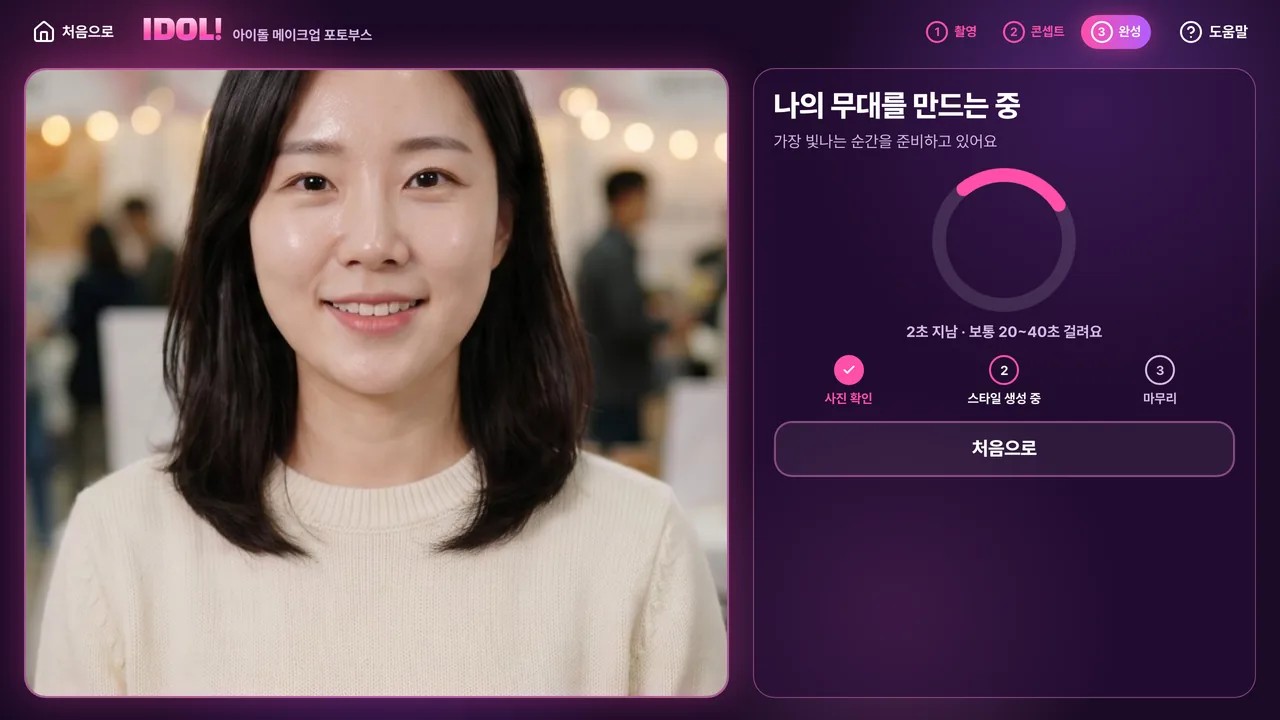 처음으로
IDOL! 아이돌 메이크업 포토부스
1 촬영
2 콘셉트
3 완성
? 도움말
나의 무대를 만드는 중
가장 빛나는 순간을 준비하고 있어요
2초 지남 · 보통 20~40초 걸려요
사진 확인
2 스타일 생성 중
3 마무리
처음으로